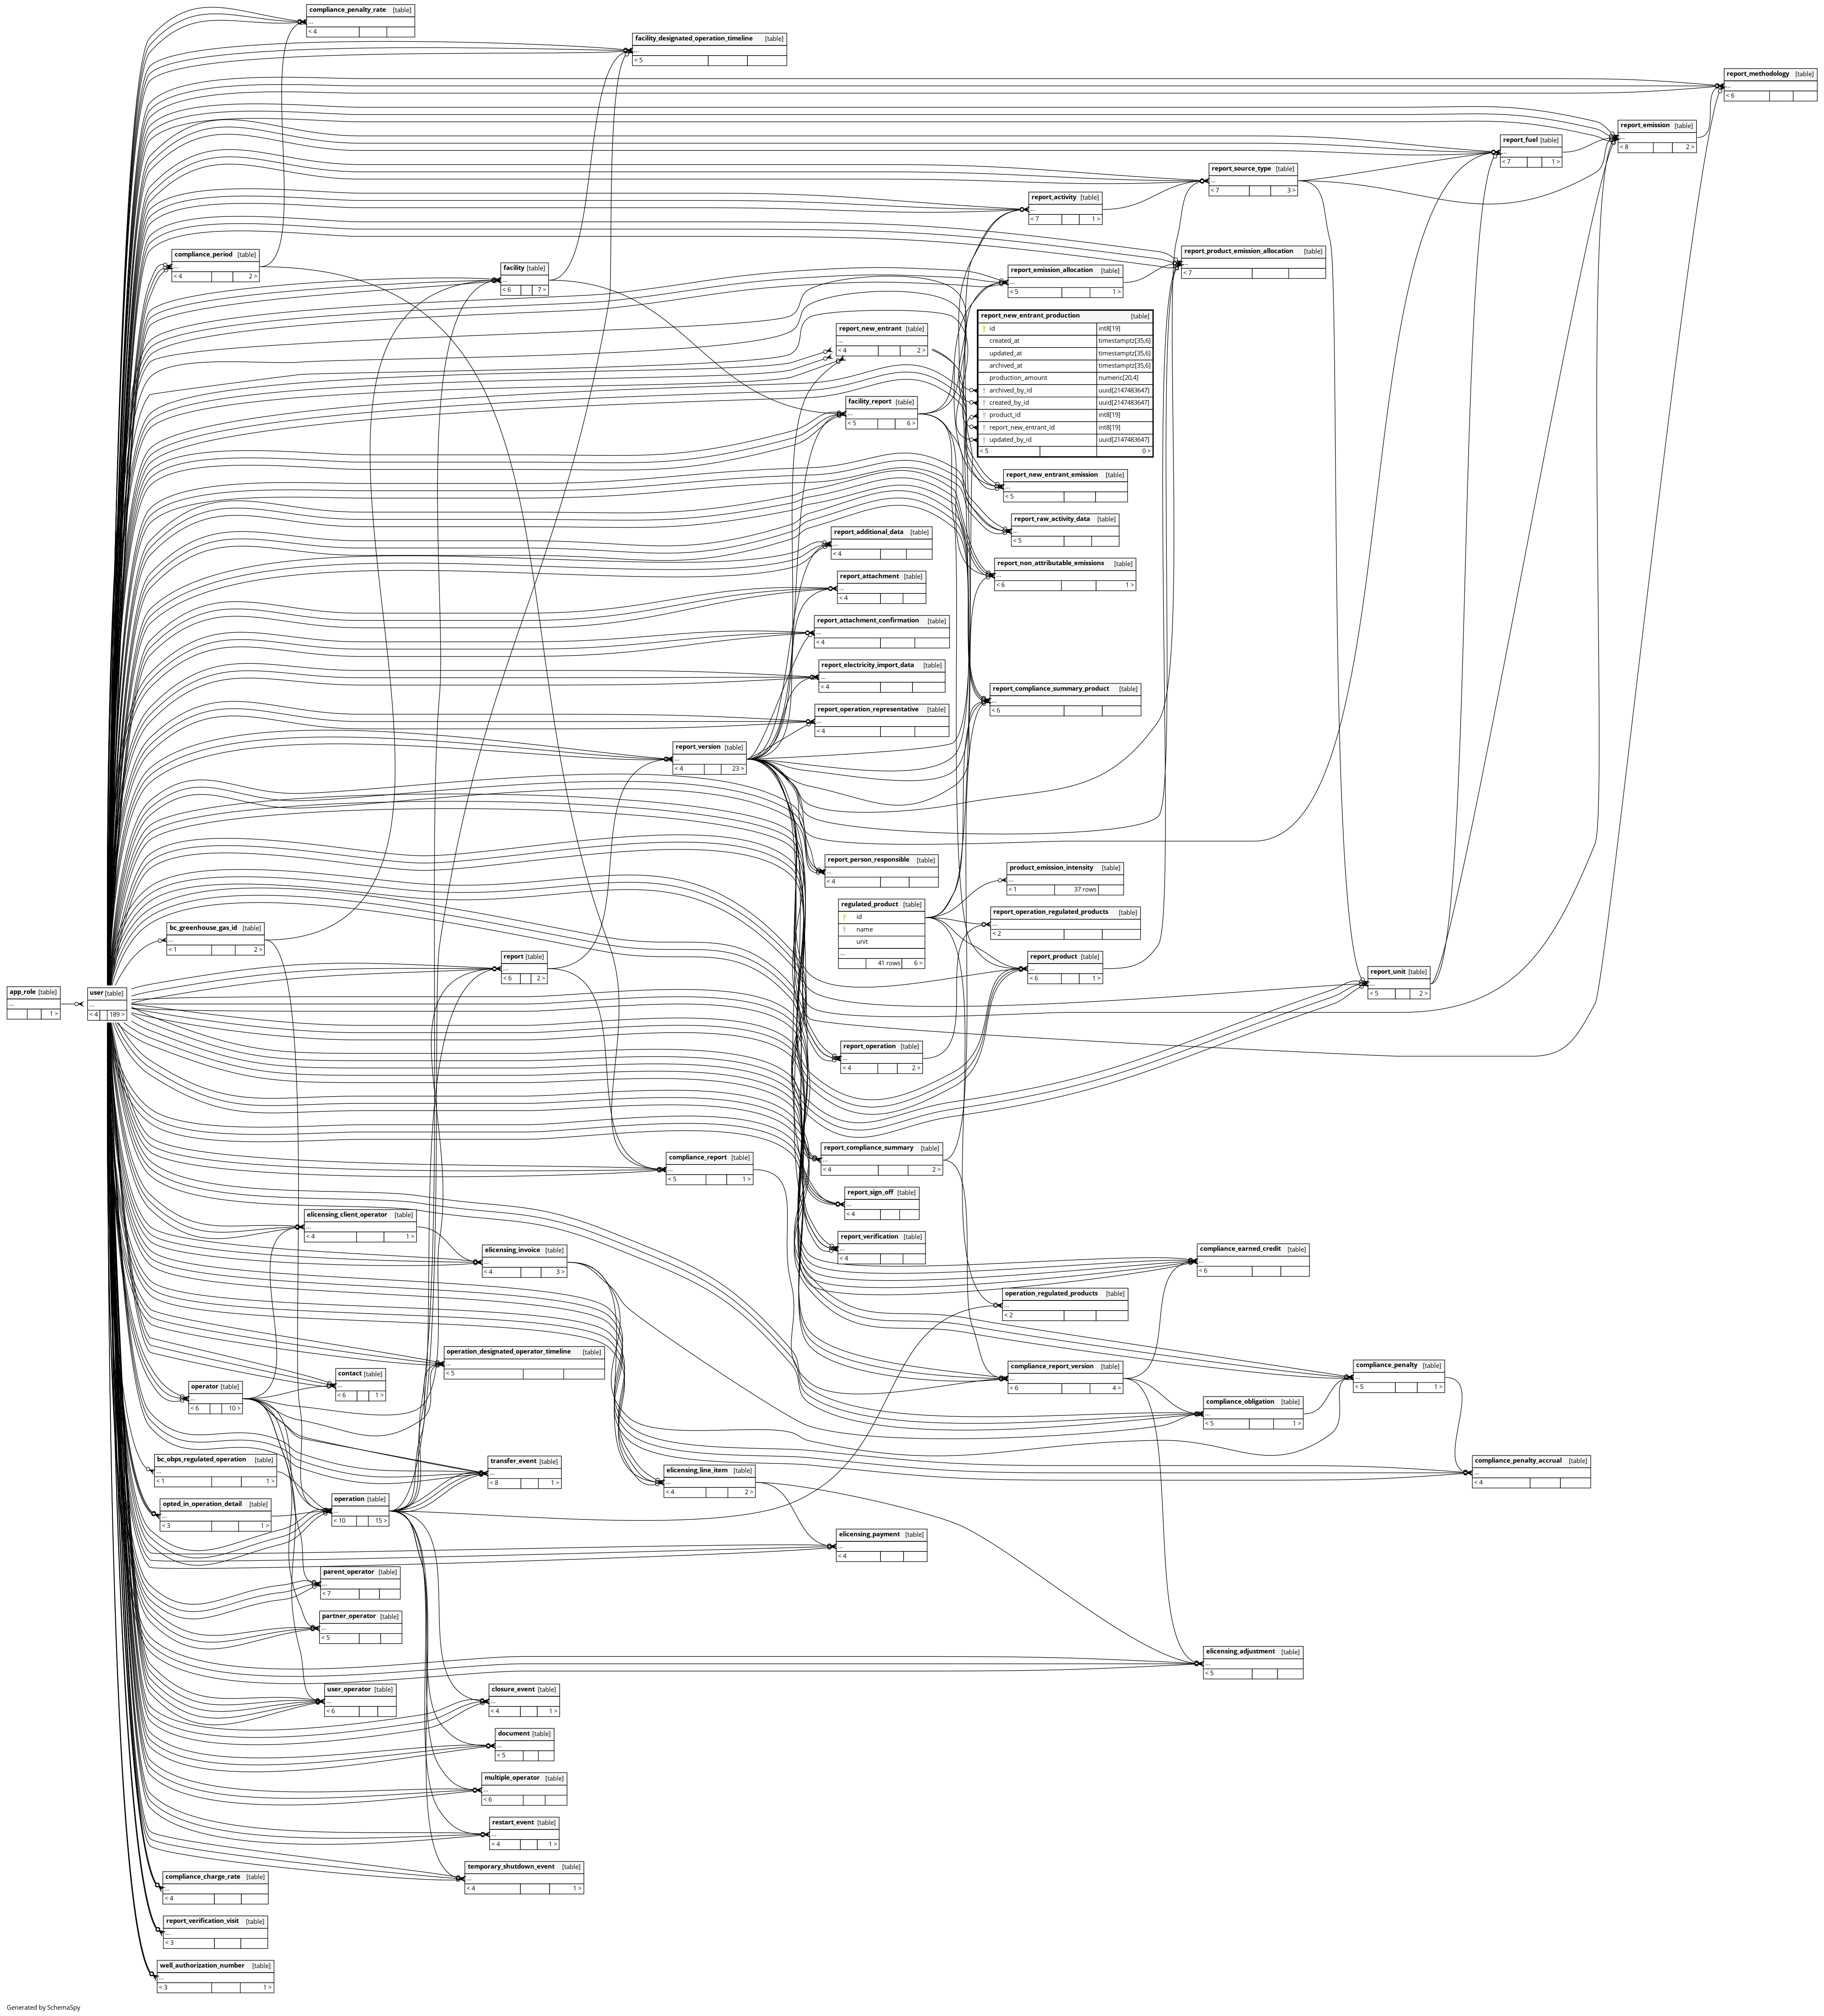 compliance_penalty_rate [table]
...
< 4
facility_designated_operation_timeline [table]
...
< 5
report_methodology [table]
...
< 6
report_emission [table]
...
< 8 2 >
report_fuel [table]
...
< 7 1 >
report_source_type [table]
...
< 7 3 >
report_activity [table]
...
< 7 1 >
report_product_emission_allocation [table]
...
< 7
compliance_period [table]
...
< 4 2 >
facility [table]
...
< 6 7 >
report_emission_allocation [table]
...
< 5 1 >
report_new_entrant_production [table]
id int8[19]
created_at timestamptz[35,6]
updated_at timestamptz[35,6]
archived_at timestamptz[35,6]
production_amount numeric[20,4]
archived_by_id uuid[2147483647]
created_by_id uuid[2147483647]
product_id int8[19]
report_new_entrant_id int8[19]
updated_by_id uuid[2147483647]
< 5 0 >
report_new_entrant [table]
...
< 4 2 >
facility_report [table]
...
< 5 6 >
report_new_entrant_emission [table]
...
< 5
report_raw_activity_data [table]
...
< 5
report_additional_data [table]
...
< 4
report_non_attributable_emissions [table]
...
< 6 1 >
report_attachment [table]
...
< 4
report_attachment_confirmation [table]
...
< 4
report_electricity_import_data [table]
...
< 4
report_compliance_summary_product [table]
...
< 6
report_operation_representative [table]
...
< 4
report_version [table]
...
< 4 23 >
report_person_responsible [table]
...
< 4
product_emission_intensity [table]
...
< 1 37 rows
regulated_product [table]
id
name
unit
...
41 rows 6 >
report_operation_regulated_products [table]
...
< 2
bc_greenhouse_gas_id [table]
...
< 1 2 >
report [table]
...
< 6 2 >
report_product [table]
...
< 6 1 >
report_unit [table]
...
< 5 2 >
app_role [table]
...
1 >
user [table]
...
< 4 189 >
report_operation [table]
...
< 4 2 >
report_compliance_summary [table]
...
< 4 2 >
compliance_report [table]
...
< 5 1 >
report_sign_off [table]
...
< 4
elicensing_client_operator [table]
...
< 4 1 >
report_verification [table]
...
< 4
elicensing_invoice [table]
...
< 4 3 >
compliance_earned_credit [table]
...
< 6
operation_regulated_products [table]
...
< 2
operation_designated_operator_timeline [table]
...
< 5
compliance_report_version [table]
...
< 6 4 >
compliance_penalty [table]
...
< 5 1 >
contact [table]
...
< 6 1 >
operator [table]
...
< 6 10 >
compliance_obligation [table]
...
< 5 1 >
bc_obps_regulated_operation [table]
...
< 1 1 >
transfer_event [table]
...
< 8 1 >
elicensing_line_item [table]
...
< 4 2 >
compliance_penalty_accrual [table]
...
< 4
opted_in_operation_detail [table]
...
< 3 1 >
operation [table]
...
< 10 15 >
elicensing_payment [table]
...
< 4
parent_operator [table]
...
< 7
partner_operator [table]
...
< 5
elicensing_adjustment [table]
...
< 5
user_operator [table]
...
< 6
closure_event [table]
...
< 4 1 >
document [table]
...
< 5
multiple_operator [table]
...
< 6
restart_event [table]
...
< 4 1 >
temporary_shutdown_event [table]
...
< 4 1 >
compliance_charge_rate [table]
...
< 4
report_verification_visit [table]
...
< 3
well_authorization_number [table]
...
< 3 1 >
Generated by SchemaSpy